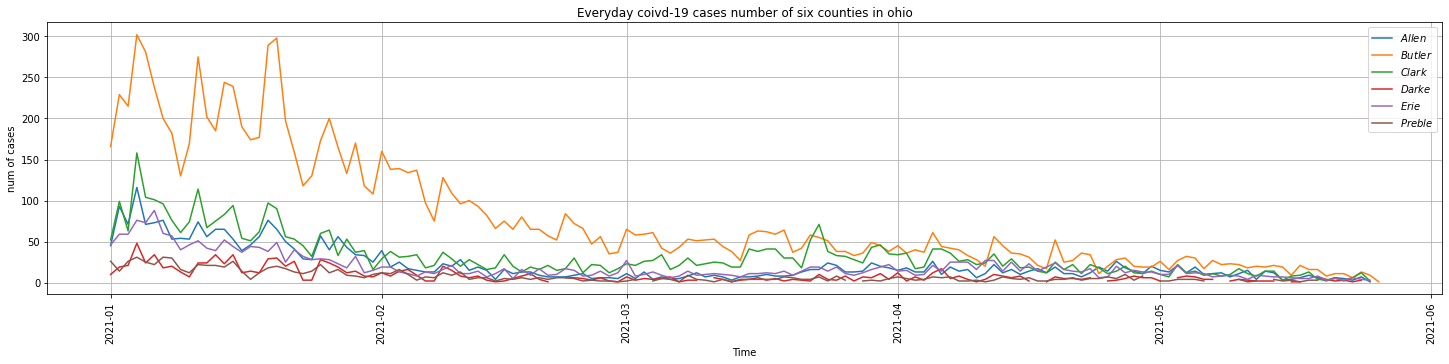 Everyday coivd-19 cases number of six counties in ohio
Allen
Butler
Clark
Darke
Erie
Preble
num of cases
300
250
200
150
100
50
0
2021-01
2021-02
2021-03
2021-04
2021-05
2021-06
Time